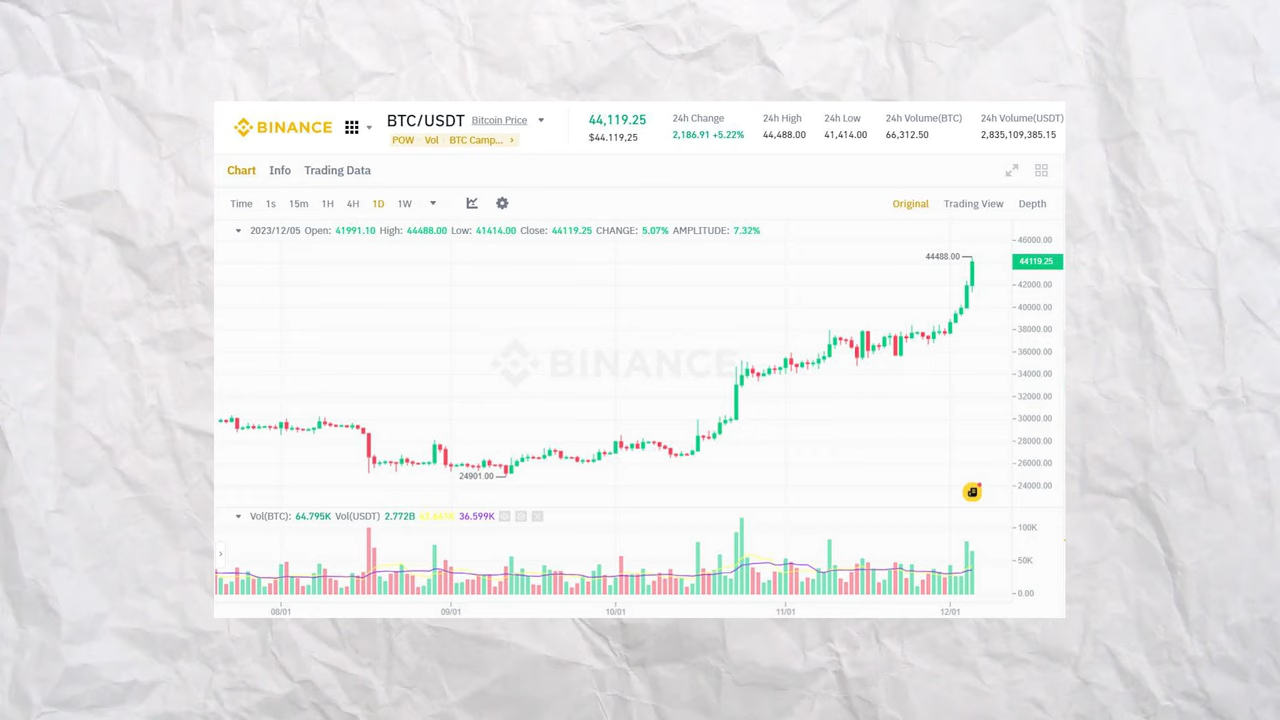 BINANCE
BTC/USDT Bitcoin Price
POW Vol BTC Camp... >
44,119.25
$44.119,25
24h Change
2,186.91 +5.22%
24h High
44,488.00
24h Low
41,414.00
24h Volume(BTC)
66,312.50
24h Volume(USDT)
2,835,109,385.15
Chart Info Trading Data
Time 1s 15m 1H 4H 1D 1W
Original Trading View Depth
2023/12/05 Open: 41991.10 High: 44488.00 Low: 41414.00 Close: 44119.25 CHANGE: 5.07% AMPLITUDE: 7.32%
46000.00
44488.00
44119.25
42000.00
40000.00
38000.00
36000.00
BINANCE
34000.00
32000.00
30000.00
28000.00
26000.00
24901.00
24000.00
Vol(BTC): 64.795K Vol(USDT) 2.772B 36.599K
100K
50K
0.00
08/01 09/01 10/01 11/01 12/01